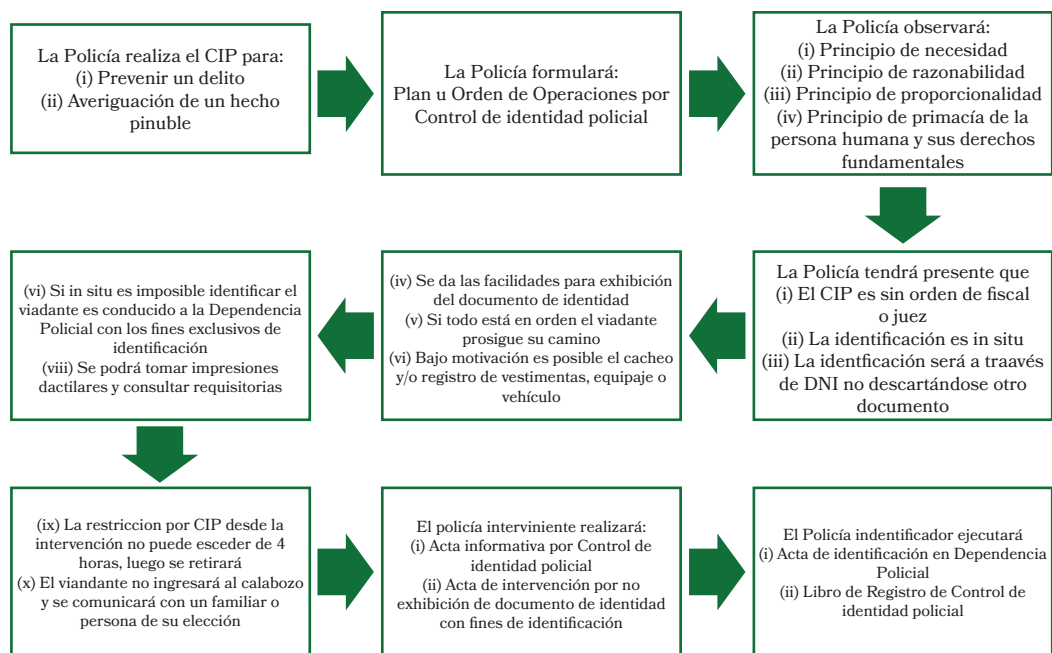 La Policía realiza el CIP para:
(i) Prevenir un delito
(ii) Averiguación de un hecho
pinuble
La Policía formulará:
Plan u Orden de Operaciones por
Control de identidad policial
La Policía observará:
(i) Principio de necesidad
(ii) Principio de razonabilidad
(iii) Principio de proporcionalidad
(iv) Principio de primacía de la
persona humana y sus derechos
fundamentales
La Policía tendrá presente que
(i) El CIP es sin orden de fiscal
o juez
(ii) La identificación es in situ
(iii) La identficación será a traavés
de DNI no descartándose otro
documento
(iv) Se da las facilidades para exhibición
del documento de identidad
(v) Si todo está en orden el viadante
prosigue su camino
(vi) Bajo motivación es posible el cacheo
y/o registro de vestimentas, equipaje o
vehículo
(vi) Si in situ es imposible identificar el
viadante es conducido a la Dependencia
Policial con los fines exclusivos de
identificación
(viii) Se podrá tomar impresiones
dactilares y consultar requisitorias
(ix) La restriccion por CIP desde la
intervención no puede esceder de 4
horas, luego se retirará
(x) El viandante no ingresará al calabozo
y se comunicará con un familiar o
persona de su elección
El policía interviniente realizará:
(i) Acta informativa por Control de
identidad policial
(ii) Acta de intervención por no
exhibición de documento de identidad
con fines de identificación
El Policía indentificador ejecutará
(i) Acta de identificación en Dependencia
Policial
(ii) Libro de Registro de Control de
identidad policial